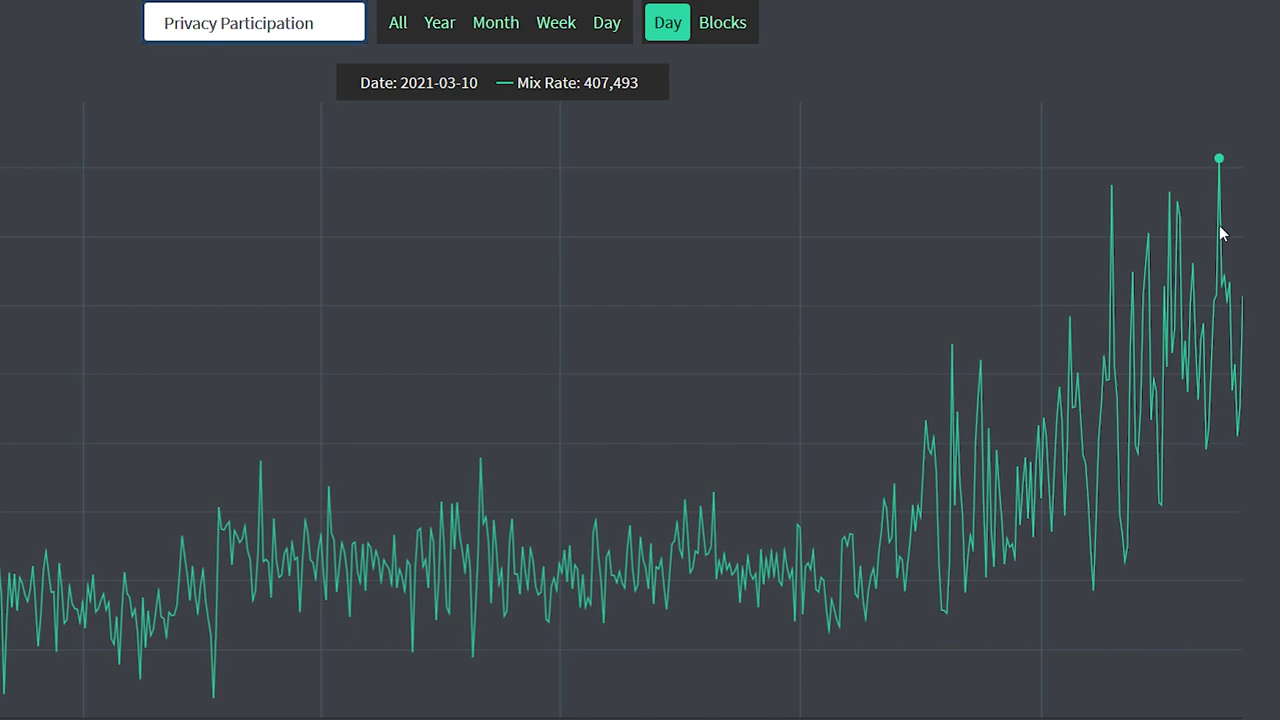 Privacy Participation All Year Month Week Day Day Blocks
Date: 2021-03-10 Mix Rate: 407,493